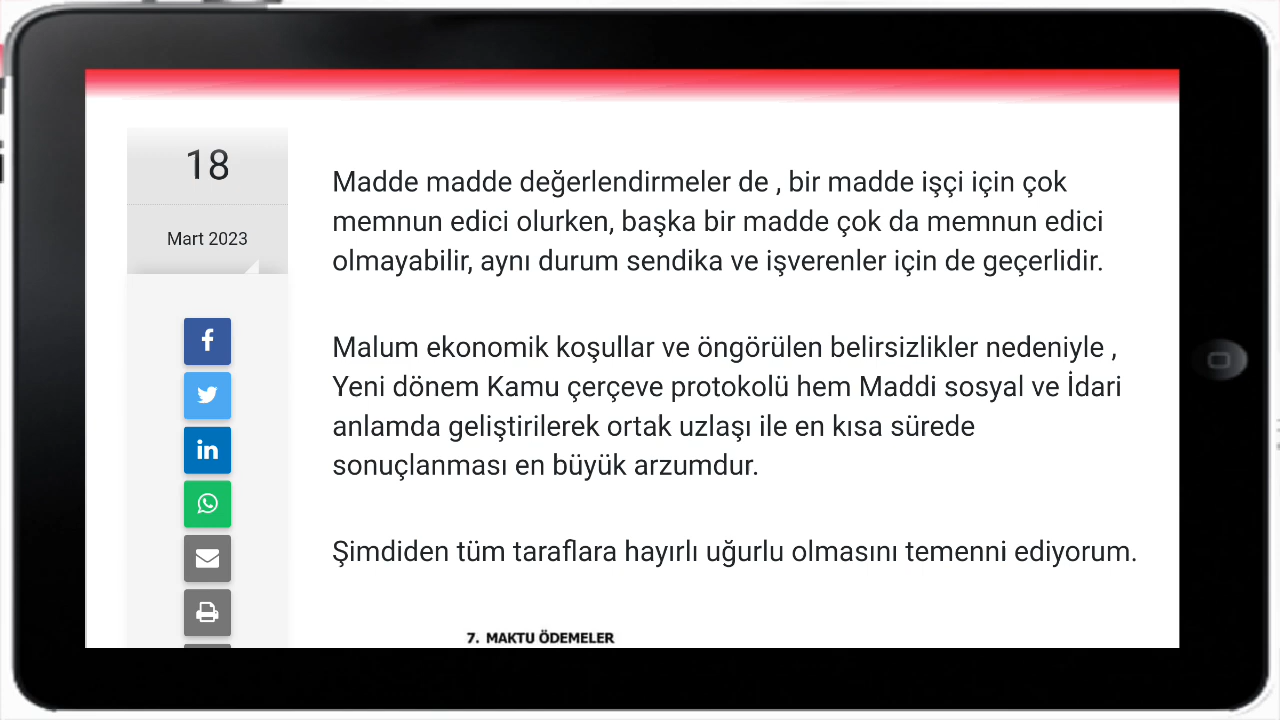 18
Mart 2023
Madde madde değerlendirmeler de , bir madde işçi için çok
memnun edici olurken, başka bir madde çok da memnun edici
olmayabilir, aynı durum sendika ve işverenler için de geçerlidir.
Malum ekonomik koşullar ve öngörülen belirsizlikler nedeniyle ,
Yeni dönem Kamu çerçeve protokolü hem Maddi sosyal ve İdari
anlamda geliştirilerek ortak uzlaşı ile en kısa sürede
sonuçlanması en büyük arzumdur.
Şimdiden tüm taraflara hayırlı uğurlu olmasını temenni ediyorum.
7. MAKTU ÖDEMELER